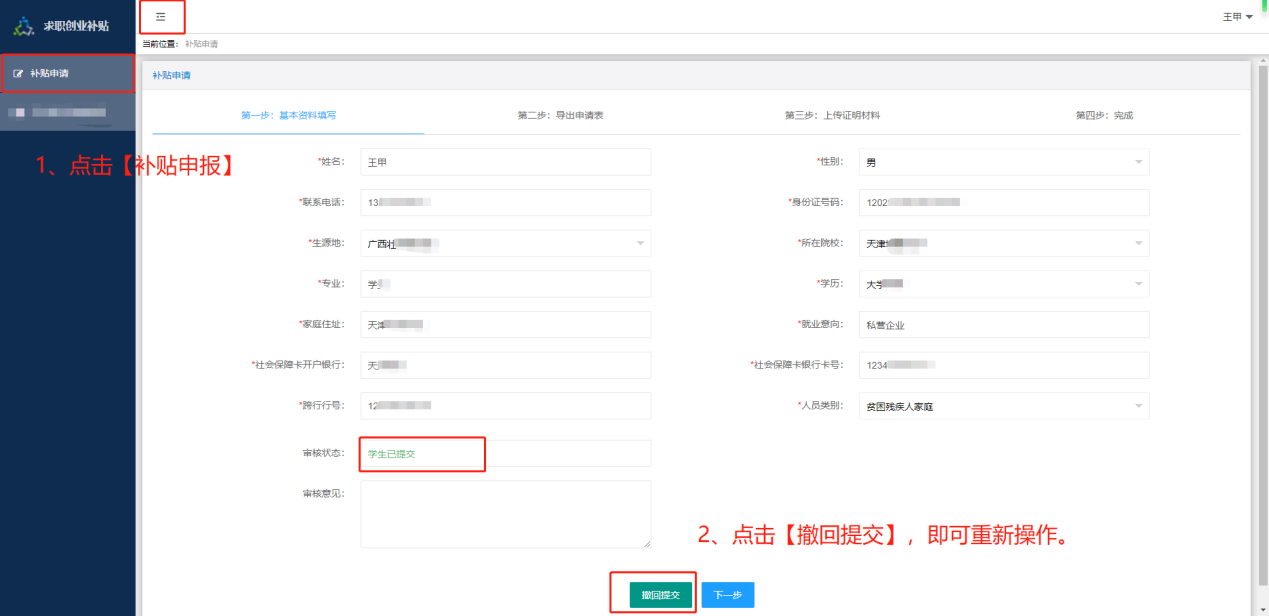 求职创业补贴
王甲
当前位置： 补贴申请
补贴申请
补贴申请
第一步：基本资料填写 第二步：导出申请表 第三步：上传证明材料 第四步：完成
1、点击【补贴申报】
*姓名： 王甲 *性别： 男
*联系电话： 13 *身份证号码： 1202
*生源地： 广西壮 *所在院校： 天津
*专业： 学 *学历： 大学
*家庭住址： 天津 *就业意向： 私营企业
*社会保障卡开户银行： 天 *社会保障卡银行卡号： 1234
*跨行行号： 12 *人员类别： 贫困残疾人家庭
审核状态： 学生已提交
审核意见：
2、点击【撤回提交】，即可重新操作。
撤回提交 下一步